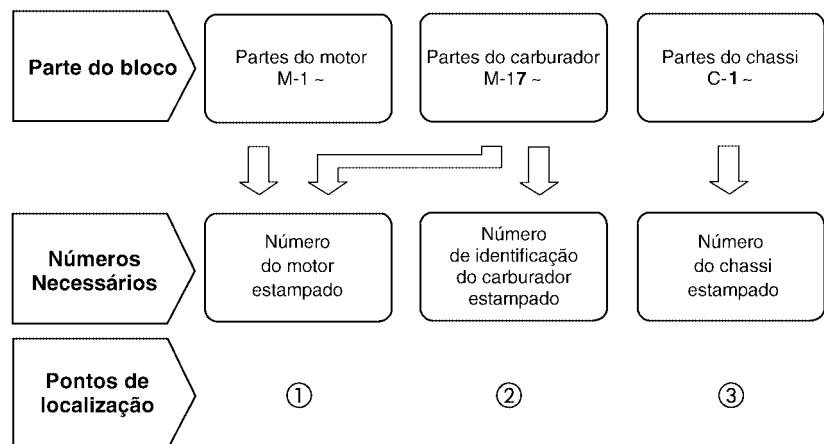 Parte do bloco
Partes do motor
M-1 ~
Partes do carburador
M-17 ~
Partes do chassi
C-1 ~
Números
Necessários
Número
do motor
estampado
Número
de identificação
do carburador
estampado
Número
do chassi
estampado
Pontos de
localização
①
②
③